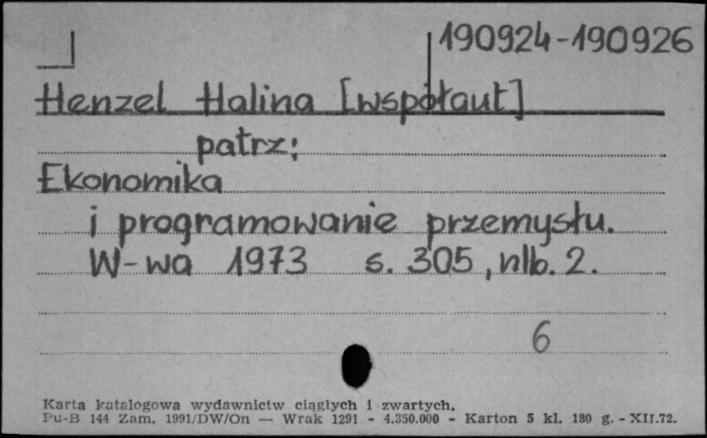 190924-190926
Henzel Halina [współaut]
patrz:
Ekonomika
i programowanie przemysłu.
W-wa 1973 s. 305, nlb. 2.
6
Karta katalogowa wydawnictw ciągłych i zwartych.
Pu-B 144 Zam. 1991/DW/On — Wrak 1291 - 4.350.000 - Karton 5 kl. 180 g. - XII.72.